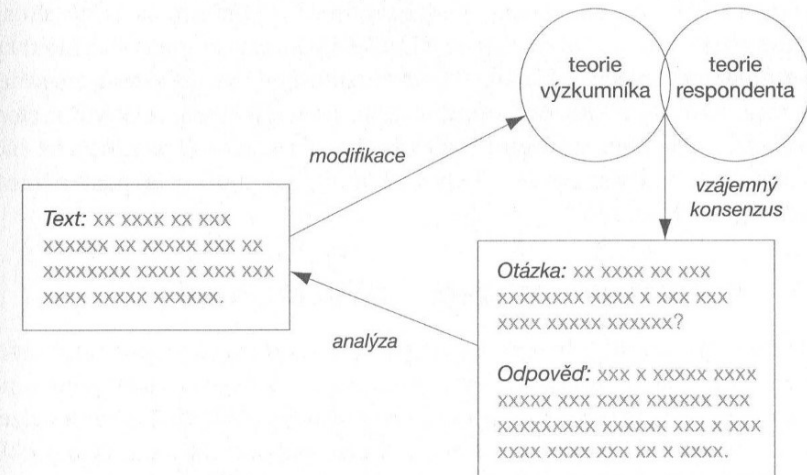 teorie
výzkumníka
teorie
respondenta
modifikace
vzájemný
konsenzus
Text: xx xxxx xx xxx
xxxxxx xx xxxxx xxx xx
xxxxxxxx xxxx x xxx xxx
xxxx xxxxx xxxxxx.
Otázka: xx xxxx xx xxx
xxxxxxxx xxxx x xxx xxx
xxxx xxxxx xxxxxx?
analýza
Odpověď: xxx x xxxxx xxxx
xxxxx xxx xxxx xxxxxx xxx
xxxxxxxxx xxxxxx xxx x xxx
xxxx xxxx xxx xx x xxxx.